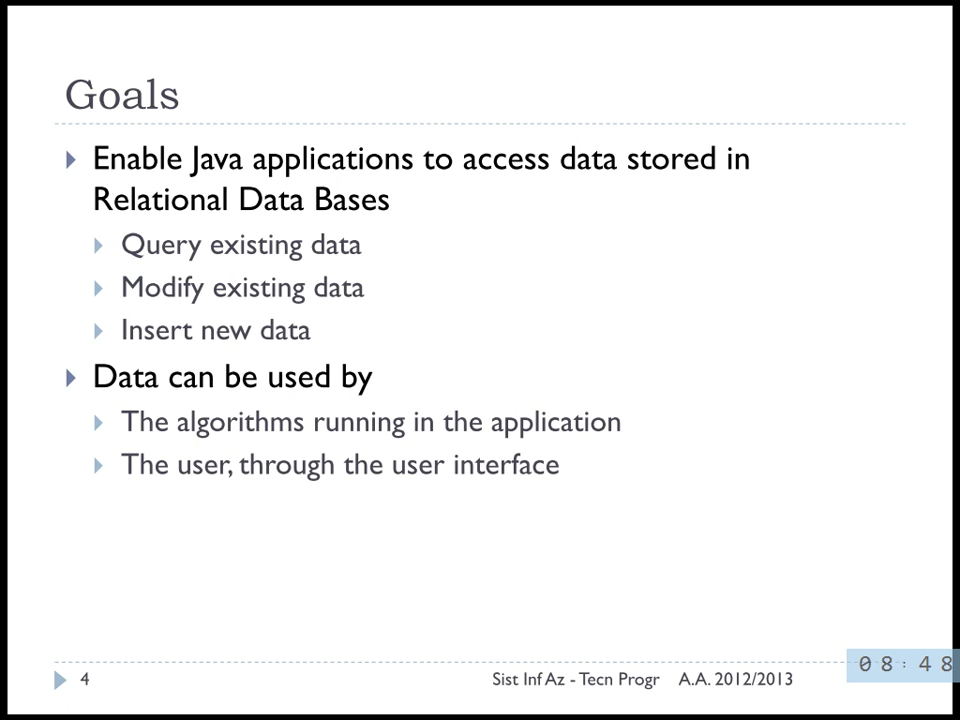 Goals
Enable Java applications to access data stored in
Relational Data Bases
Query existing data
Modify existing data
Insert new data
Data can be used by
The algorithms running in the application
The user, through the user interface
4
Sist Inf Az - Tecn Progr A.A. 2012/2013
08:48